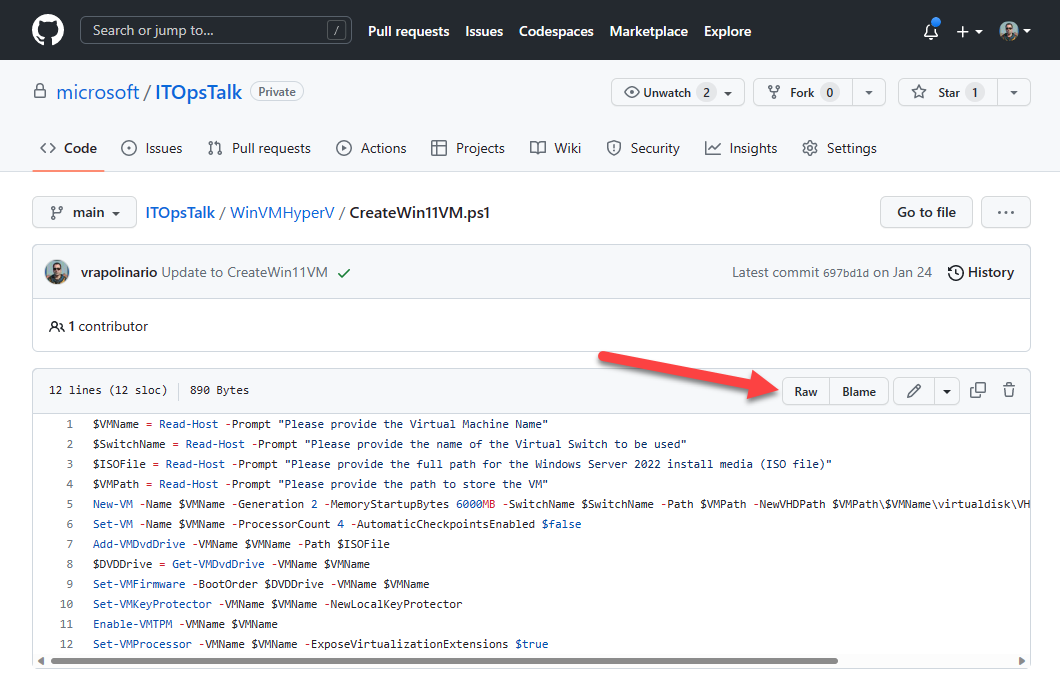 Search or jump to... / Pull requests Issues Codespaces Marketplace Explore
microsoft / ITOpsTalk Private Unwatch 2 Fork 0 Star 1
Code Issues Pull requests Actions Projects Wiki Security Insights Settings
main ITOpsTalk / WinVMHyperV / CreateWin11VM.ps1 Go to file ...
vrapolinario Update to CreateWin11VM Latest commit 697bd1d on Jan 24 History
1 contributor
12 lines (12 sloc) 890 Bytes Raw Blame
1 $VMName = Read-Host -Prompt "Please provide the Virtual Machine Name"
2 $SwitchName = Read-Host -Prompt "Please provide the name of the Virtual Switch to be used"
3 $ISOFile = Read-Host -Prompt "Please provide the full path for the Windows Server 2022 install media (ISO file)"
4 $VMPath = Read-Host -Prompt "Please provide the path to store the VM"
5 New-VM -Name $VMName -Generation 2 -MemoryStartupBytes 6000MB -SwitchName $SwitchName -Path $VMPath -NewVHDPath $VMPath\$VMName\virtualdisk\VH
6 Set-VM -Name $VMName -ProcessorCount 4 -AutomaticCheckpointsEnabled $false
7 Add-VMDvdDrive -VMName $VMName -Path $ISOFile
8 $DVDDrive = Get-VMDvdDrive -VMName $VMName
9 Set-VMFirmware -BootOrder $DVDDrive -VMName $VMName
10 Set-VMKeyProtector -VMName $VMName -NewLocalKeyProtector
11 Enable-VMTPM -VMName $VMName
12 Set-VMProcessor -VMName $VMName -ExposeVirtualizationExtensions $true